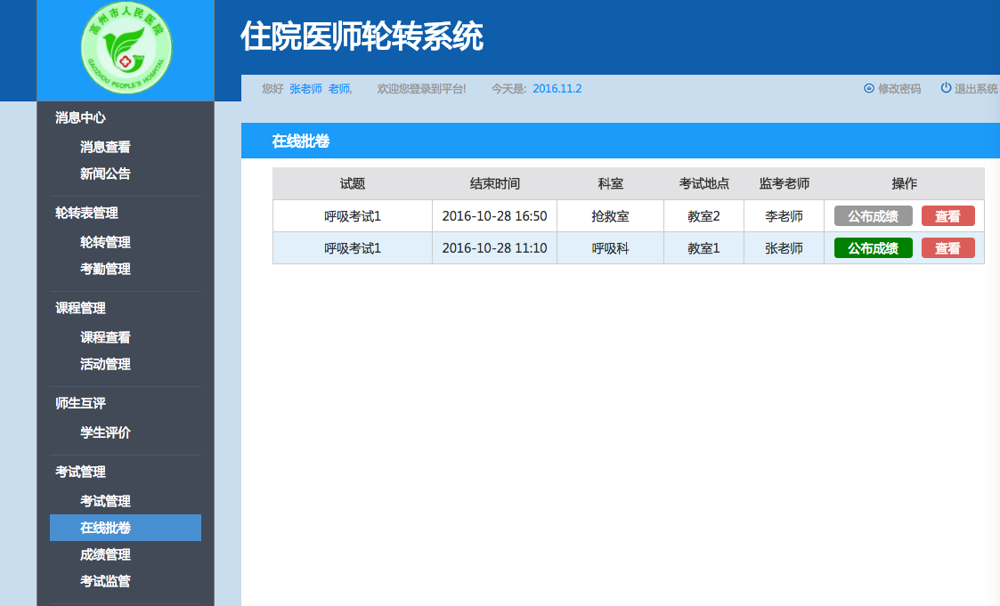 高州市人民医院
GAOZHOU PEOPLE'S HOSPITAL
住院医师轮转系统
您好 张老师 老师, 欢迎您登录到平台! 今天是: 2016.11.2 修改密码 退出系统
消息中心
消息查看
新闻公告
轮转表管理
轮转管理
考勤管理
课程管理
课程查看
活动管理
师生互评
学生评价
考试管理
考试管理
在线批卷
成绩管理
考试监管
在线批卷
试题 结束时间 科室 考试地点 监考老师 操作
呼吸考试1 2016-10-28 16:50 抢救室 教室2 李老师 公布成绩 查看
呼吸考试1 2016-10-28 11:10 呼吸科 教室1 张老师 公布成绩 查看